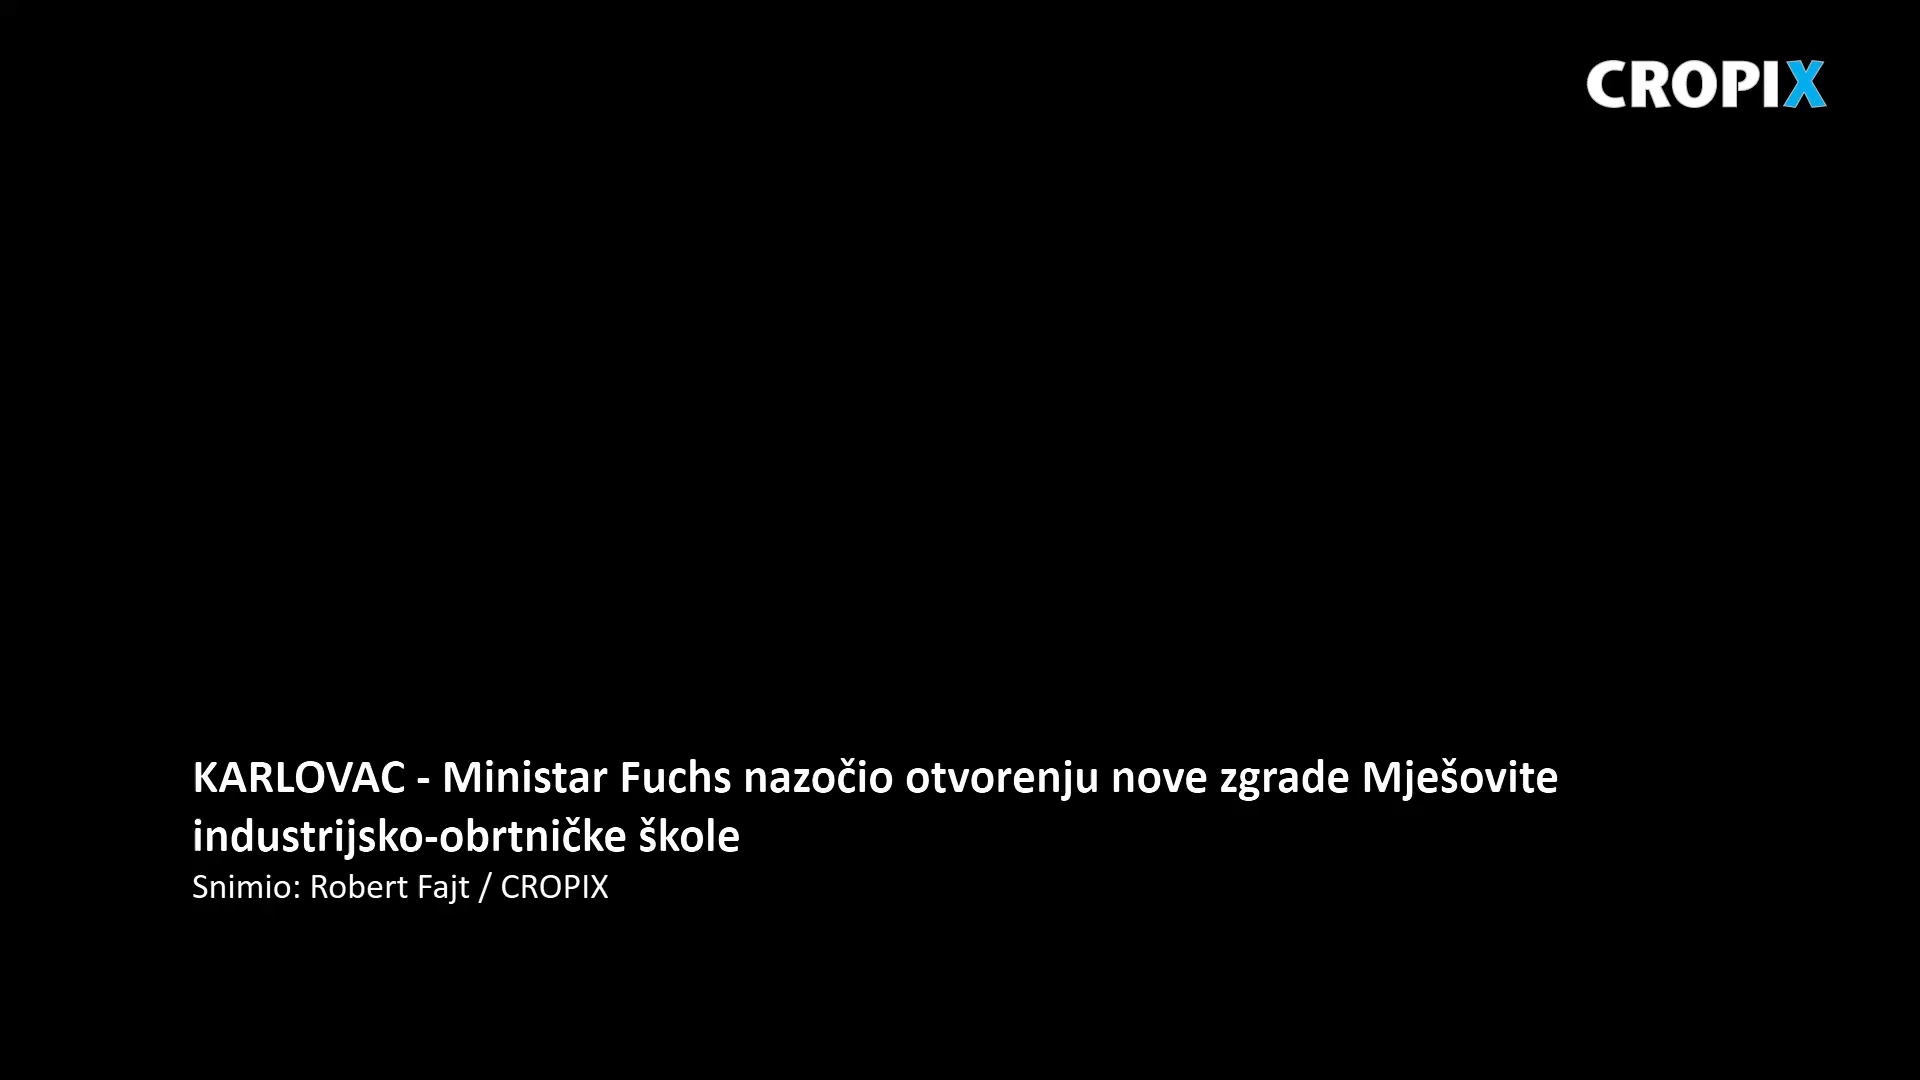 CROPIX
KARLOVAC - Ministar Fuchs nazočio otvorenju nove zgrade Mješovite
industrijsko-obrtničke škole
Snimio: Robert Fajt / CROPIX